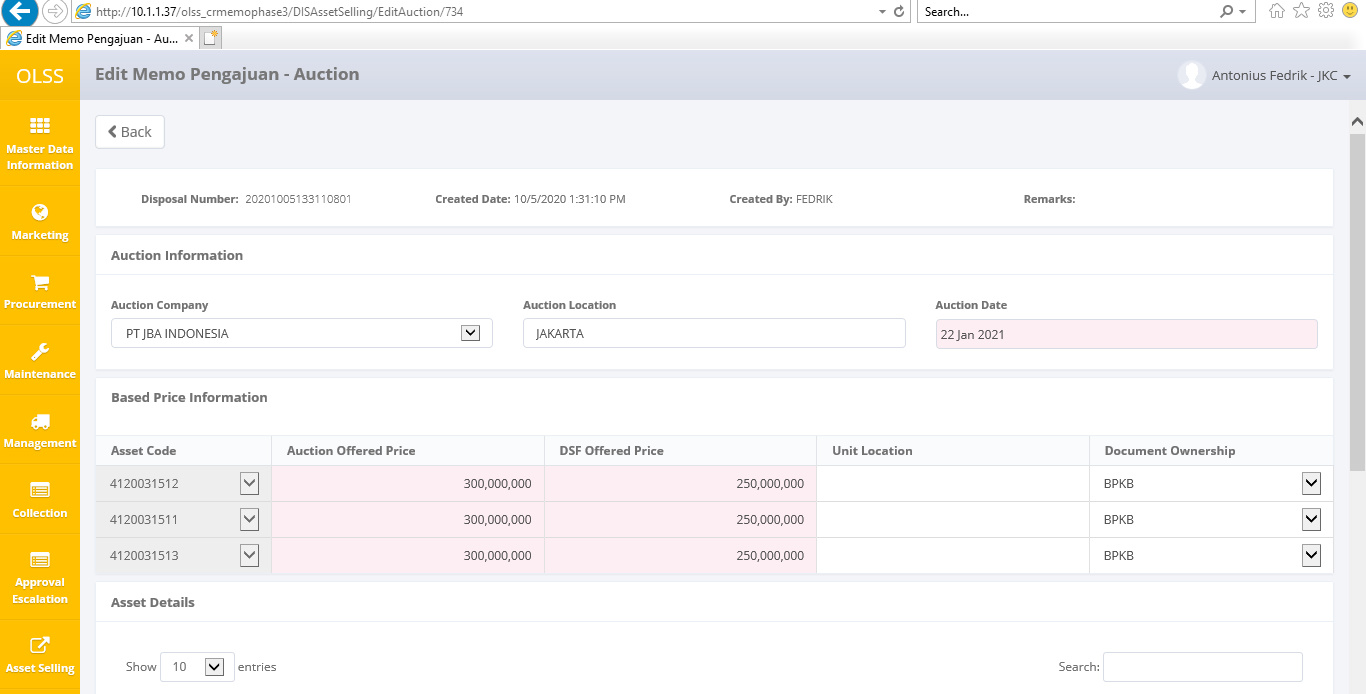 http://10.1.1.37/olss_crmemophase3/DISAssetSelling/EditAuction/734
Search...
Edit Memo Pengajuan - Au...
OLSS
Edit Memo Pengajuan - Auction
Antonius Fedrik - JKC
Back
Master Data Information
Marketing
Procurement
Maintenance
Management
Collection
Approval Escalation
Asset Selling
Disposal Number: 20201005133110801 Created Date: 10/5/2020 1:31:10 PM Created By: FEDRIK Remarks:
Auction Information
Auction Company Auction Location Auction Date
PT JBA INDONESIA JAKARTA 22 Jan 2021
Based Price Information
Asset Code Auction Offered Price DSF Offered Price Unit Location Document Ownership
4120031512 300,000,000 250,000,000 BPKB
4120031511 300,000,000 250,000,000 BPKB
4120031513 300,000,000 250,000,000 BPKB
Asset Details
Show 10 entries Search: